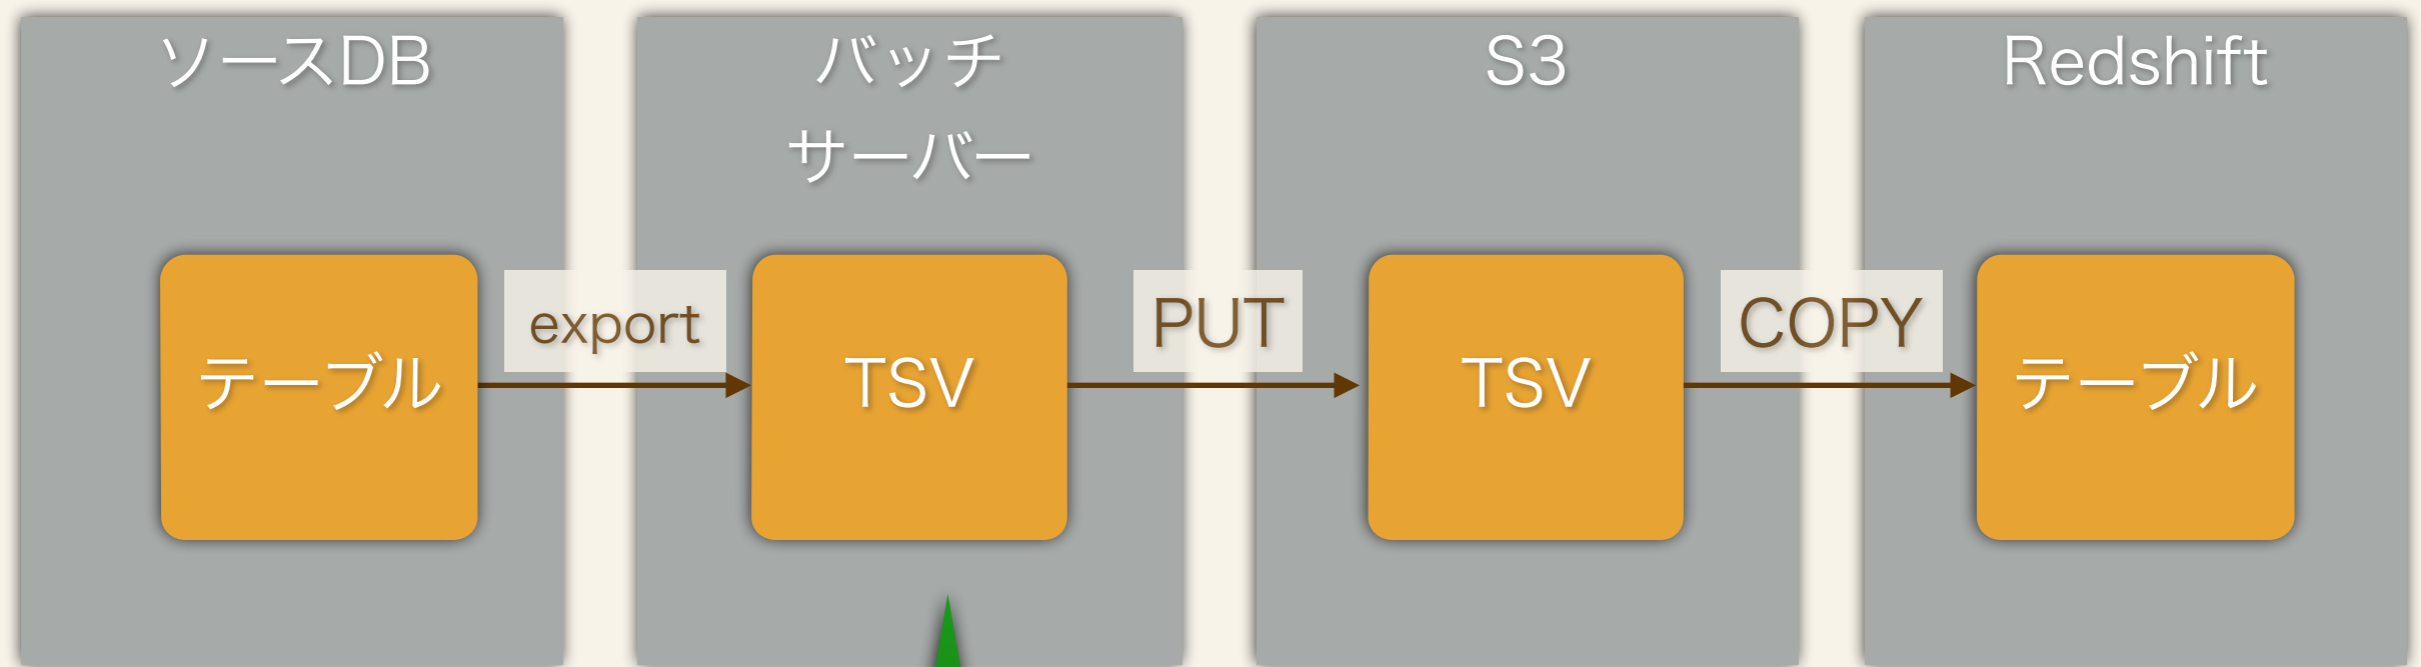 ソースDB
バッチ
サーバー
S3
Redshift
テーブル
export
TSV
PUT
TSV
COPY
テーブル